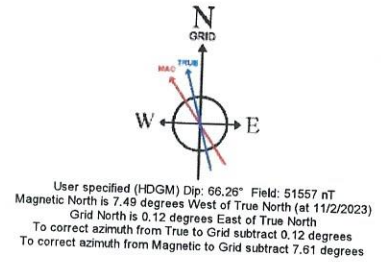 N
GRID
TRUE
MAG
W
E
User specified (HDGM) Dip: 66.26° Field: 51557 nT
Magnetic North is 7.49 degrees West of True North (at 11/2/2023)
Grid North is 0.12 degrees East of True North
To correct azimuth from True to Grid subtract 0.12 degrees
To correct azimuth from Magnetic to Grid subtract 7.61 degrees